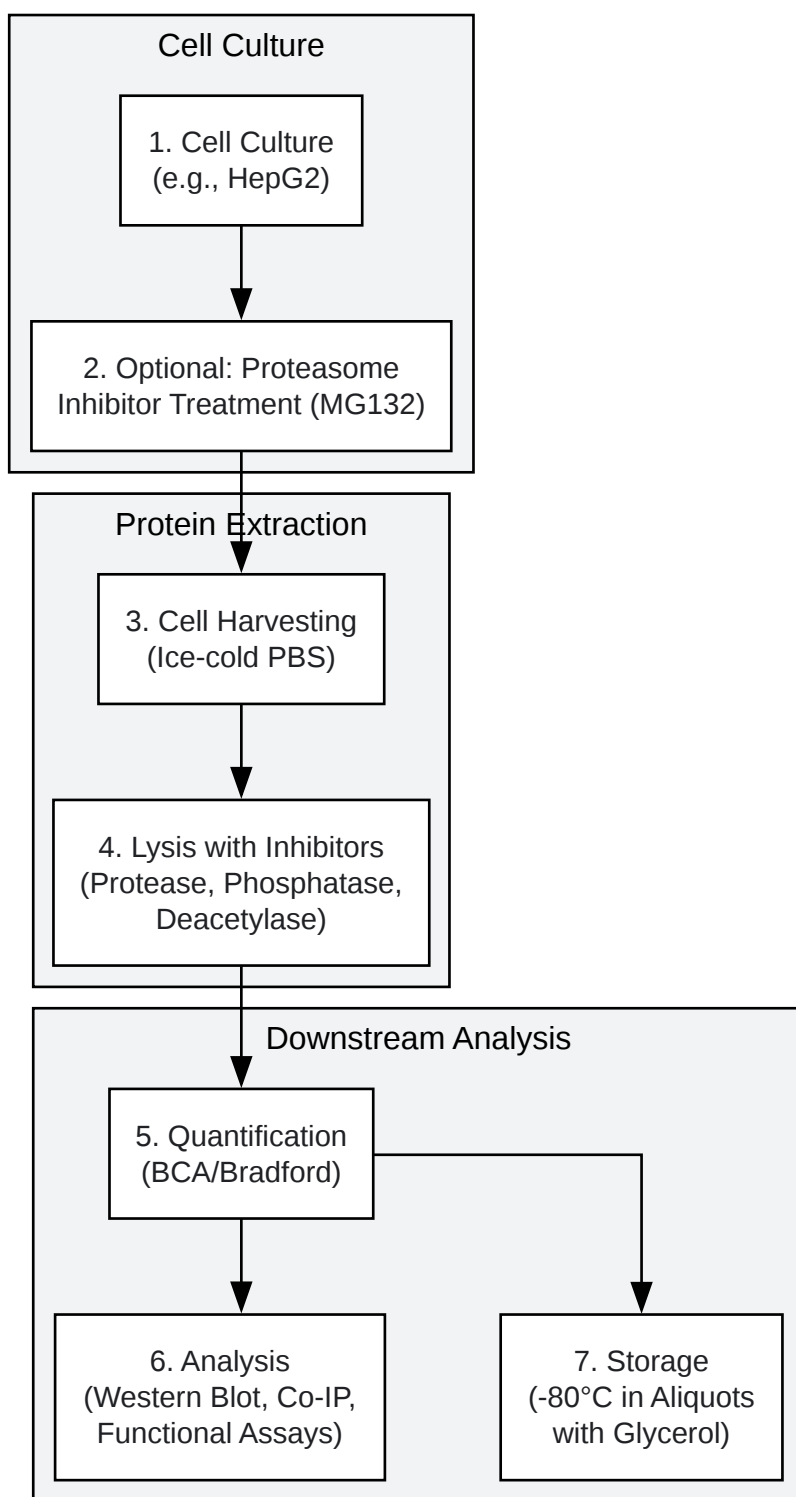 Cell Culture
1. Cell Culture
(e.g., HepG2)
2. Optional: Proteasome
Inhibitor Treatment (MG132)
Protein Extraction
3. Cell Harvesting
(Ice-cold PBS)
4. Lysis with Inhibitors
(Protease, Phosphatase,
Deacetylase)
Downstream Analysis
5. Quantification
(BCA/Bradford)
6. Analysis
(Western Blot, Co-IP,
Functional Assays)
7. Storage
(-80°C in Aliquots
with Glycerol)